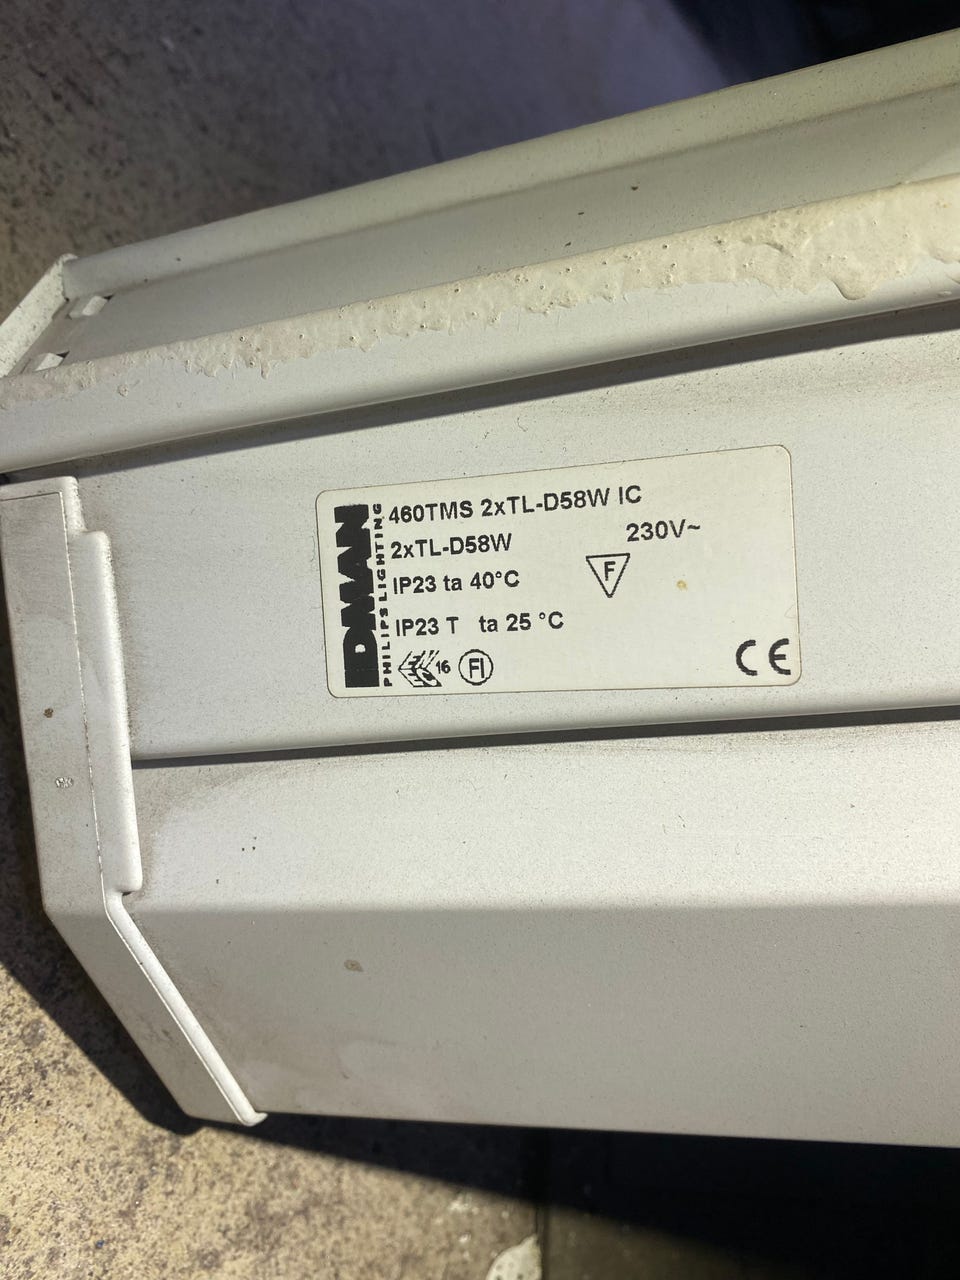 IDMAN
PHILIPS LIGHTING
460TMS 2xTL-D58W IC
2xTL-D58W
230V~
IP23 ta 40°C
F
IP23 T ta 25 °C
16
FI
CE